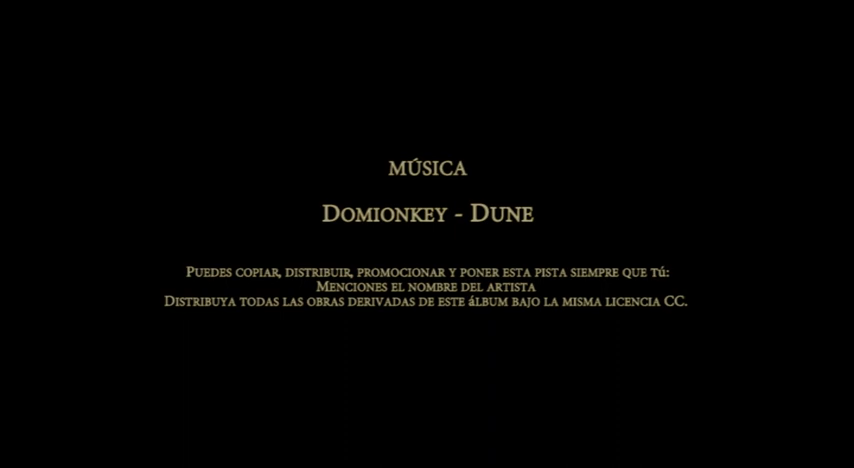 MÚSICA
DOMIONKEY - DUNE
PUEDES COPIAR, DISTRIBUIR, PROMOCIONAR Y PONER ESTA PISTA SIEMPRE QUE TÚ:
MENCIONES EL NOMBRE DEL ARTISTA
DISTRIBUYA TODAS LAS OBRAS DERIVADAS DE ESTE áLBUM BAJO LA MISMA LICENCIA CC.